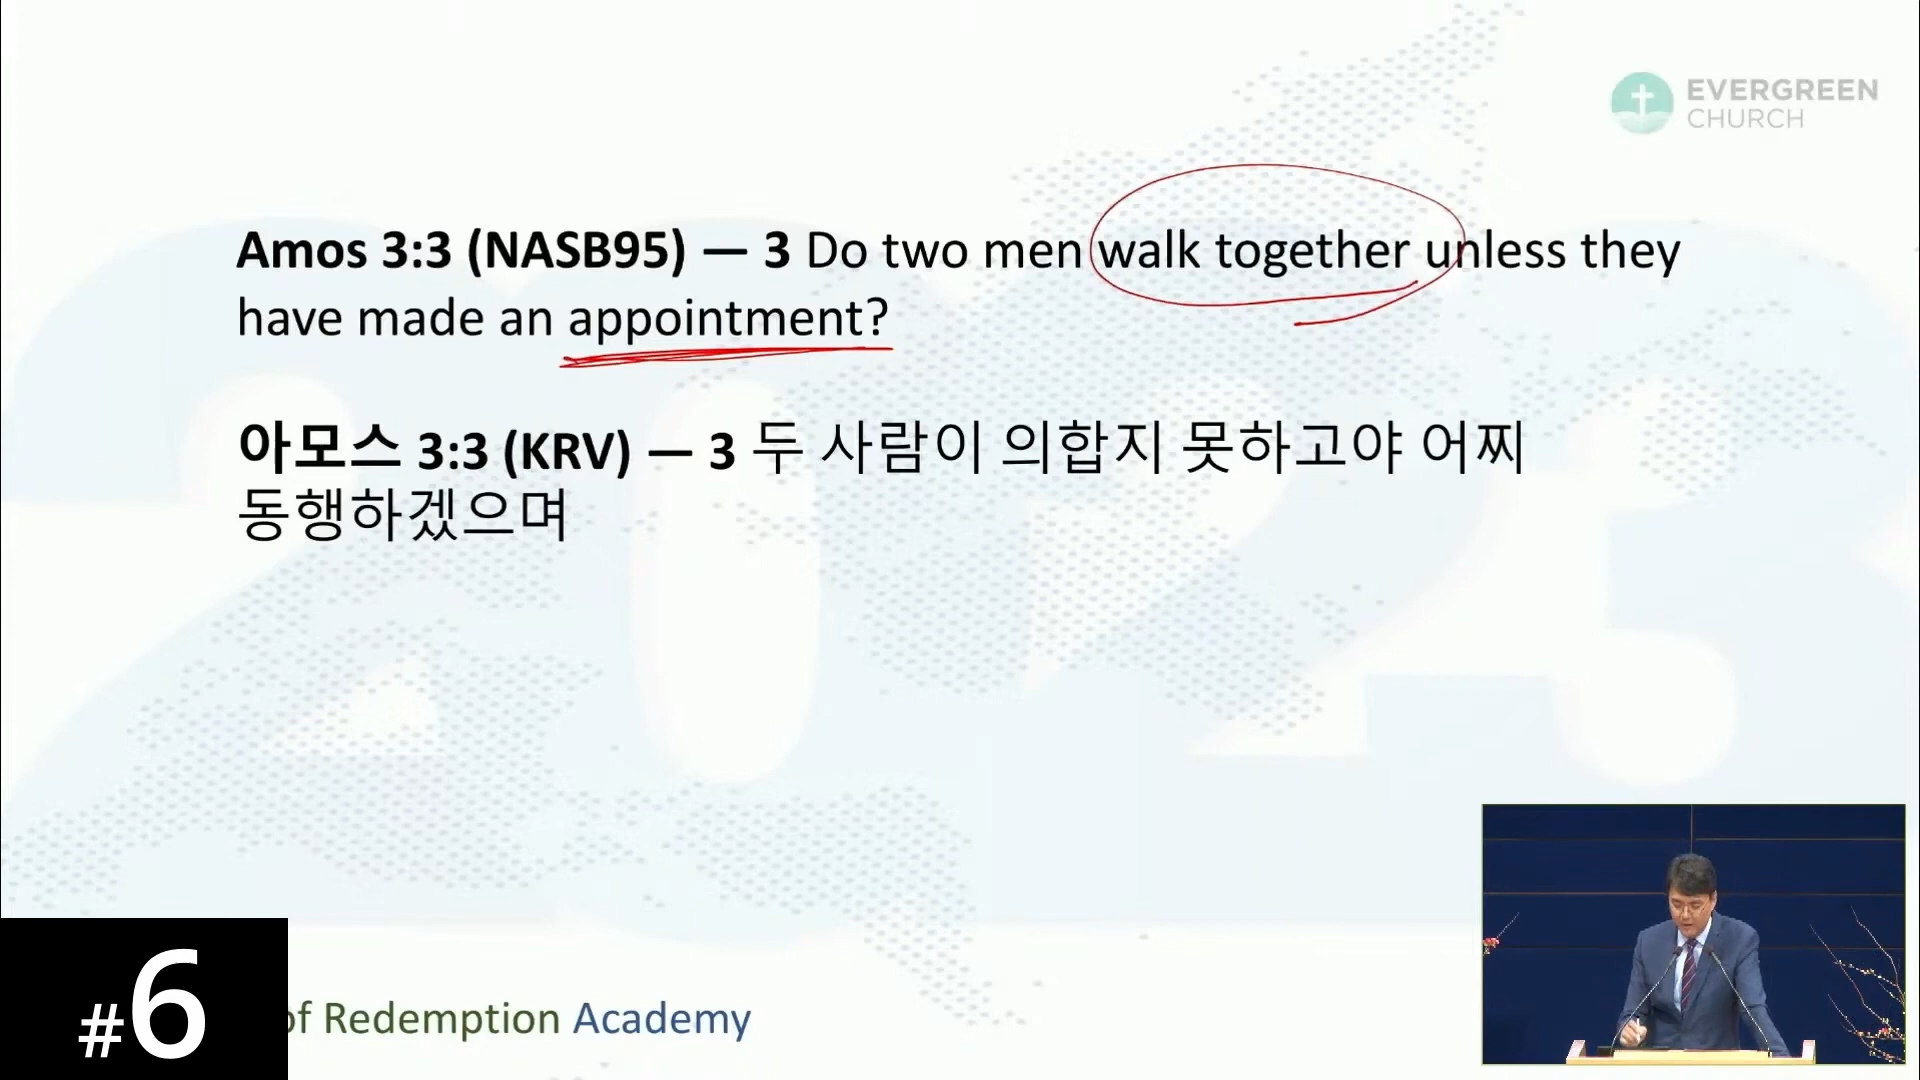 EVERGREEN
CHURCH
Amos 3:3 (NASB95) — 3 Do two men walk together unless they
have made an appointment?
아모스 3:3 (KRV) — 3 두 사람이 의합지 못하고야 어찌
동행하겠으며
#6
of Redemption Academy